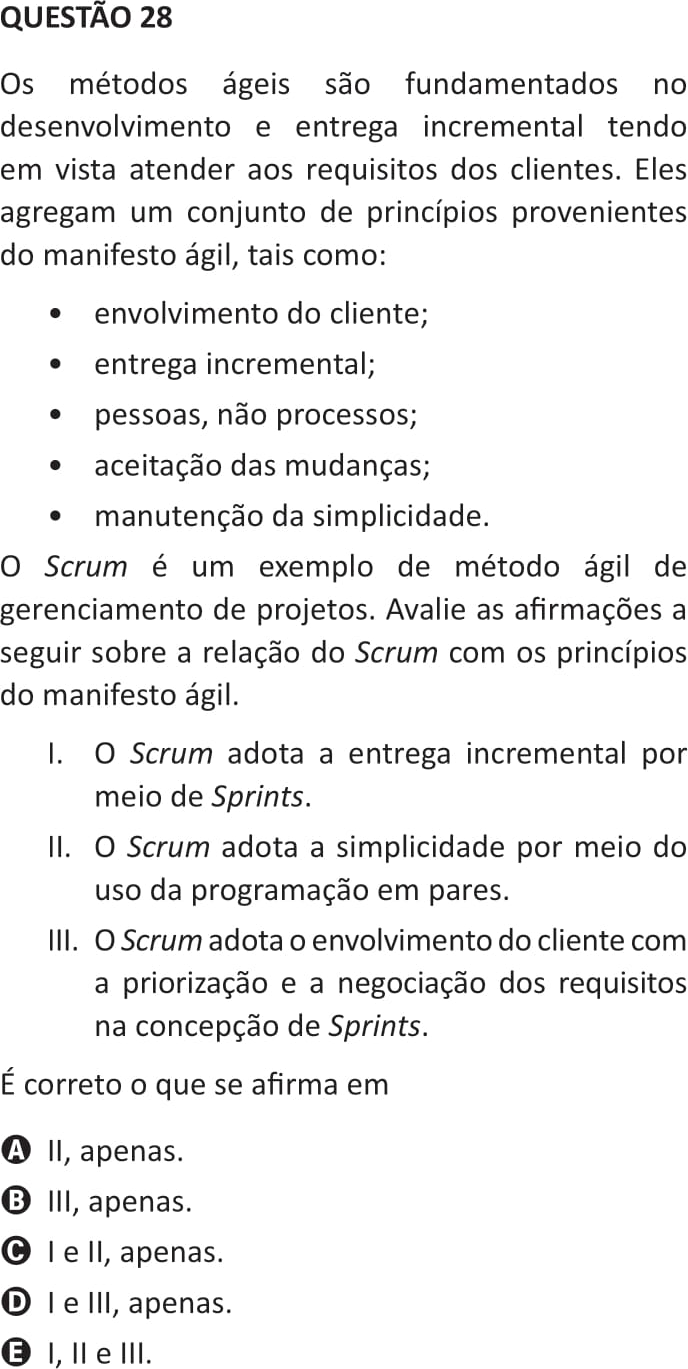 QUESTÃO 28
Os métodos ágeis são fundamentados no
desenvolvimento e entrega incremental tendo
em vista atender aos requisitos dos clientes. Eles
agregam um conjunto de princípios provenientes
do manifesto ágil, tais como:
• envolvimento do cliente;
• entrega incremental;
• pessoas, não processos;
• aceitação das mudanças;
• manutenção da simplicidade.
O Scrum é um exemplo de método ágil de
gerenciamento de projetos. Avalie as afirmações a
seguir sobre a relação do Scrum com os princípios
do manifesto ágil.
I. O Scrum adota a entrega incremental por
meio de Sprints.
II. O Scrum adota a simplicidade por meio do
uso da programação em pares.
III. O Scrum adota o envolvimento do cliente com
a priorização e a negociação dos requisitos
na concepção de Sprints.
É correto o que se afirma em
A II, apenas.
B III, apenas.
C I e II, apenas.
D I e III, apenas.
E I, II e III.